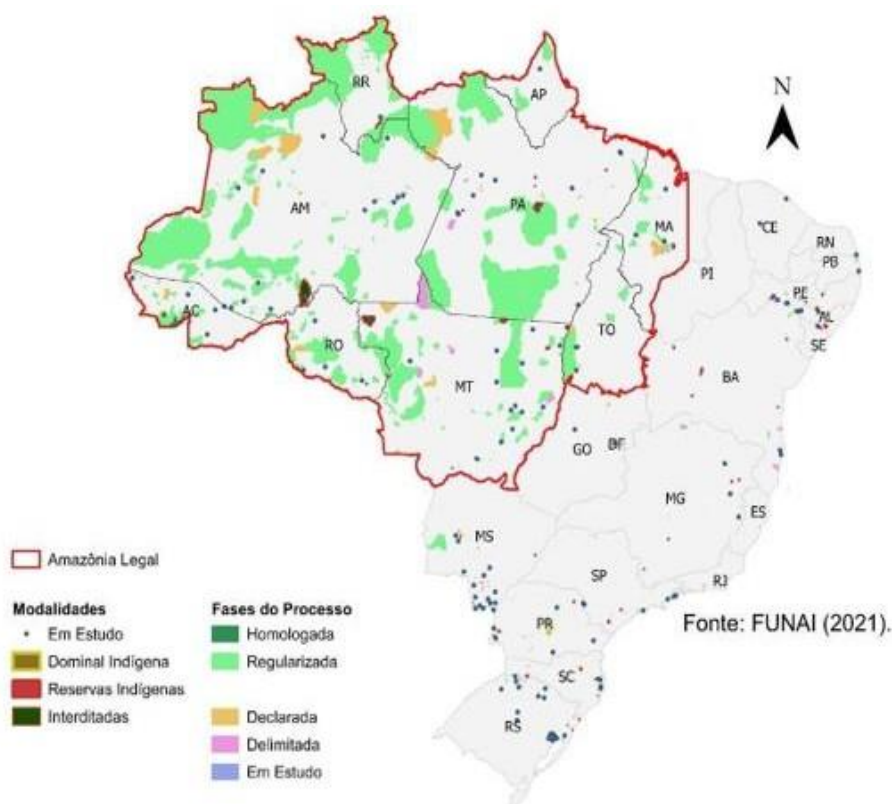 N
RR
AP
AM
PA
MA
CE
RN
PB
PI
PE
AL
SE
AC
RO
TO
MT
BA
GO
DF
MG
ES
MS
SP
RJ
PR
SC
RS
Amazônia Legal
Modalidades
Em Estudo
Dominal Indígena
Reservas Indígenas
Interditadas
Fases do Processo
Homologada
Regularizada
Declarada
Delimitada
Em Estudo
Fonte: FUNAI (2021).